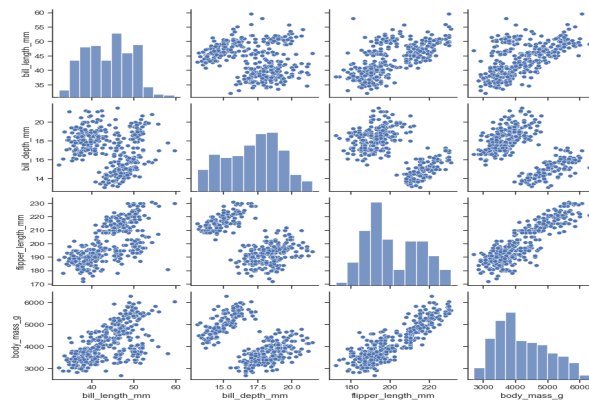 60
55
50
45
40
35
bill_length_mm
20
18
16
14
bill_depth_mm
230
220
210
200
190
180
170
flipper_length_mm
6000
5000
4000
3000
body_mass_g
40 50 60
bill_length_mm
15.0 17.5 20.0
bill_depth_mm
180 200 220
flipper_length_mm
3000 4000 5000 6000
body_mass_g